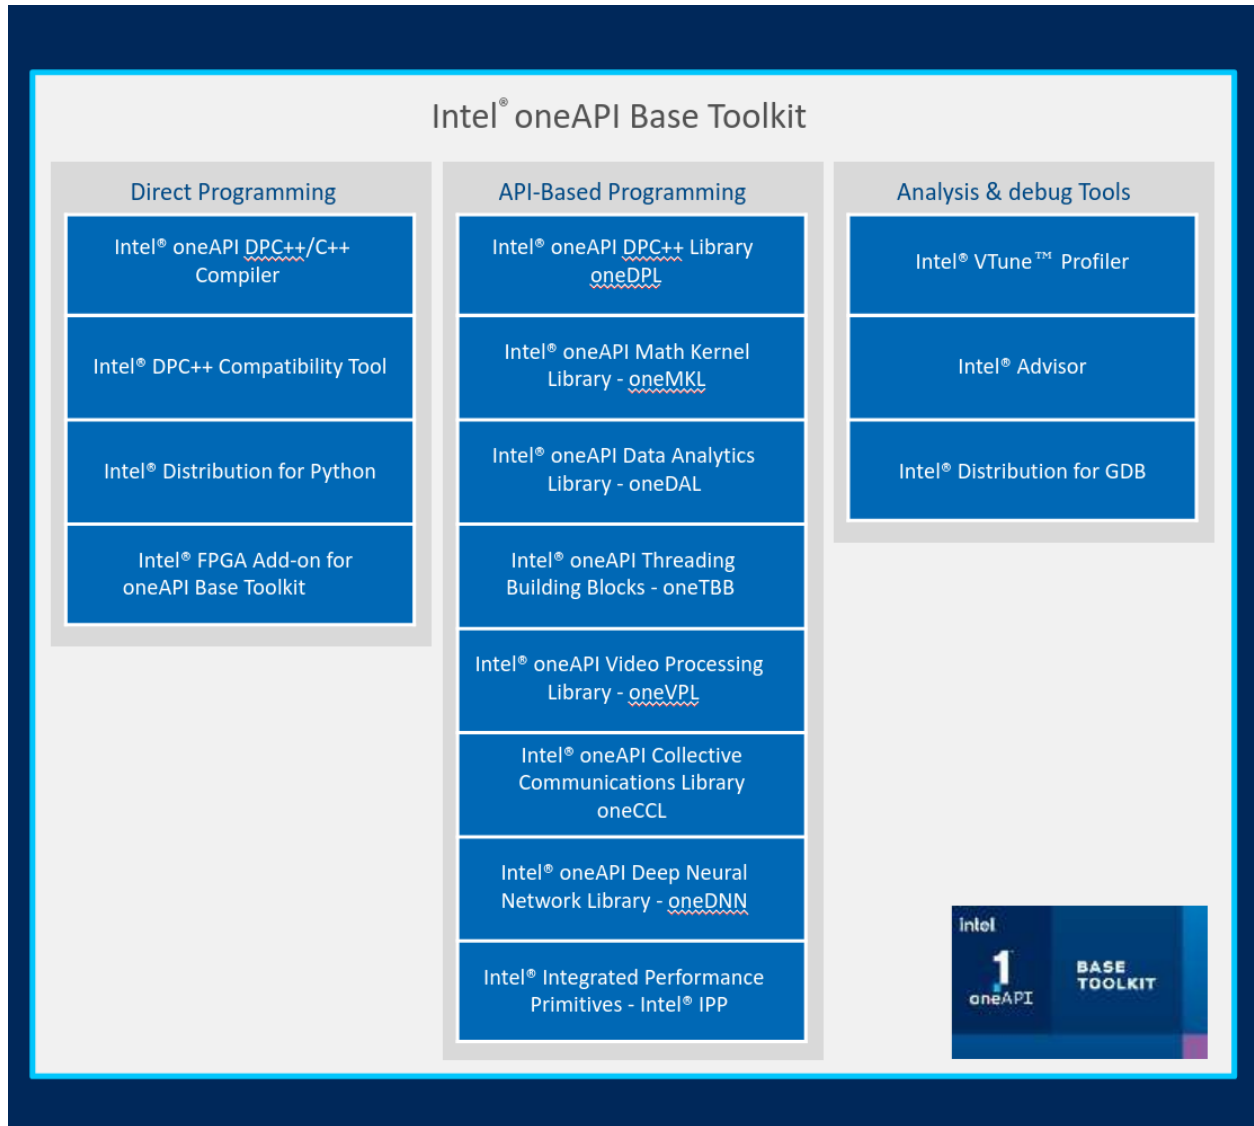 Intel® oneAPI Base Toolkit
Direct Programming
Intel® oneAPI DPC++/C++
Compiler
Intel® DPC++ Compatibility Tool
Intel® Distribution for Python
Intel® FPGA Add-on for
oneAPI Base Toolkit
API-Based Programming
Intel® oneAPI DPC++ Library
oneDPL
Intel® oneAPI Math Kernel
Library - oneMKL
Intel® oneAPI Data Analytics
Library - oneDAL
Intel® oneAPI Threading
Building Blocks - oneTBB
Intel® oneAPI Video Processing
Library - oneVPL
Intel® oneAPI Collective
Communications Library
oneCCL
Intel® oneAPI Deep Neural
Network Library - oneDNN
Intel® Integrated Performance
Primitives - Intel® IPP
Analysis & debug Tools
Intel® VTune™ Profiler
Intel® Advisor
Intel® Distribution for GDB
intel
1
oneAPI
BASE
TOOLKIT